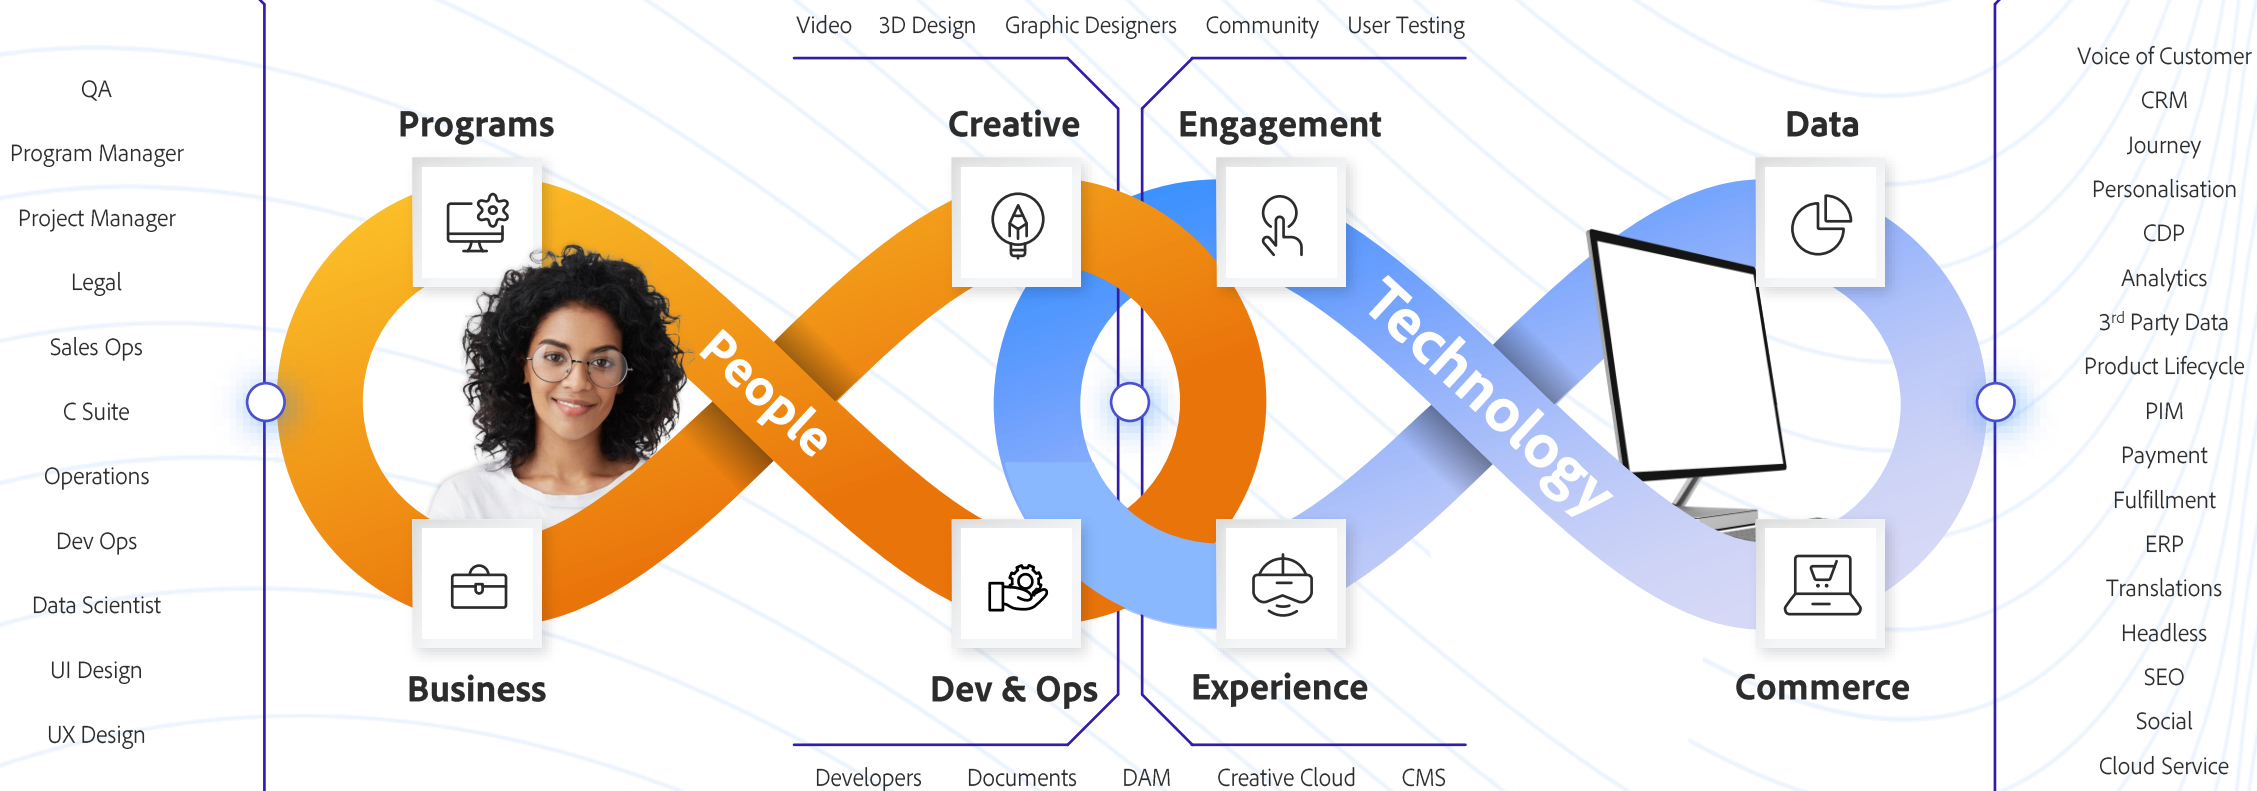 Video 3D Design Graphic Designers Community User Testing
QA
Program Manager
Project Manager
Legal
Sales Ops
C Suite
Operations
Dev Ops
Data Scientist
UI Design
UX Design
Programs
Creative
Engagement
Data
People
Technology
Business
Dev & Ops
Experience
Commerce
Voice of Customer
CRM
Journey
Personalisation
CDP
Analytics
3rd Party Data
Product Lifecycle
PIM
Payment
Fulfillment
ERP
Translations
Headless
SEO
Social
Cloud Service
Developers Documents DAM Creative Cloud CMS